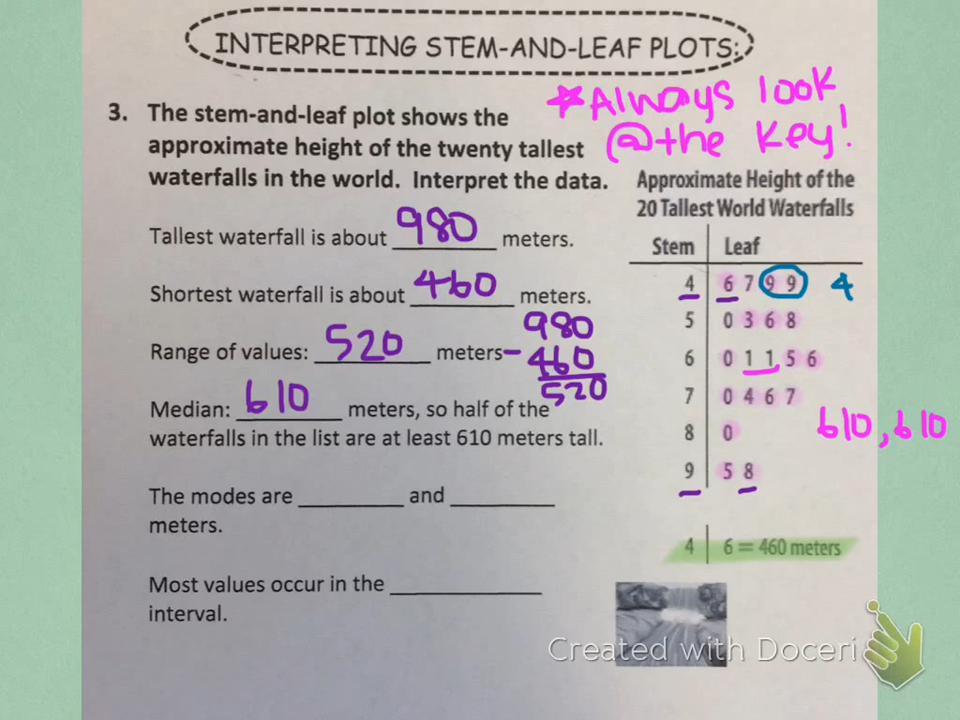 INTERPRETING STEM-AND-LEAF PLOTS:
*Always look
@the key!
3. The stem-and-leaf plot shows the
approximate height of the twenty tallest
waterfalls in the world. Interpret the data.
Tallest waterfall is about 980 meters.
Shortest waterfall is about 460 meters.
Range of values: 520 meters
980
-460
520
Median: 610 meters, so half of the
waterfalls in the list are at least 610 meters tall.
The modes are ________ and ________
meters.
Most values occur in the ____________
interval.
Approximate Height of the
20 Tallest World Waterfalls
Stem | Leaf
4 | 6 7 9 9 4
5 | 0 3 6 8
6 | 0 1 1 5 6
7 | 0 4 6 7
8 | 0
610, 610
9 | 5 8
4 | 6 = 460 meters
Created with Doceri